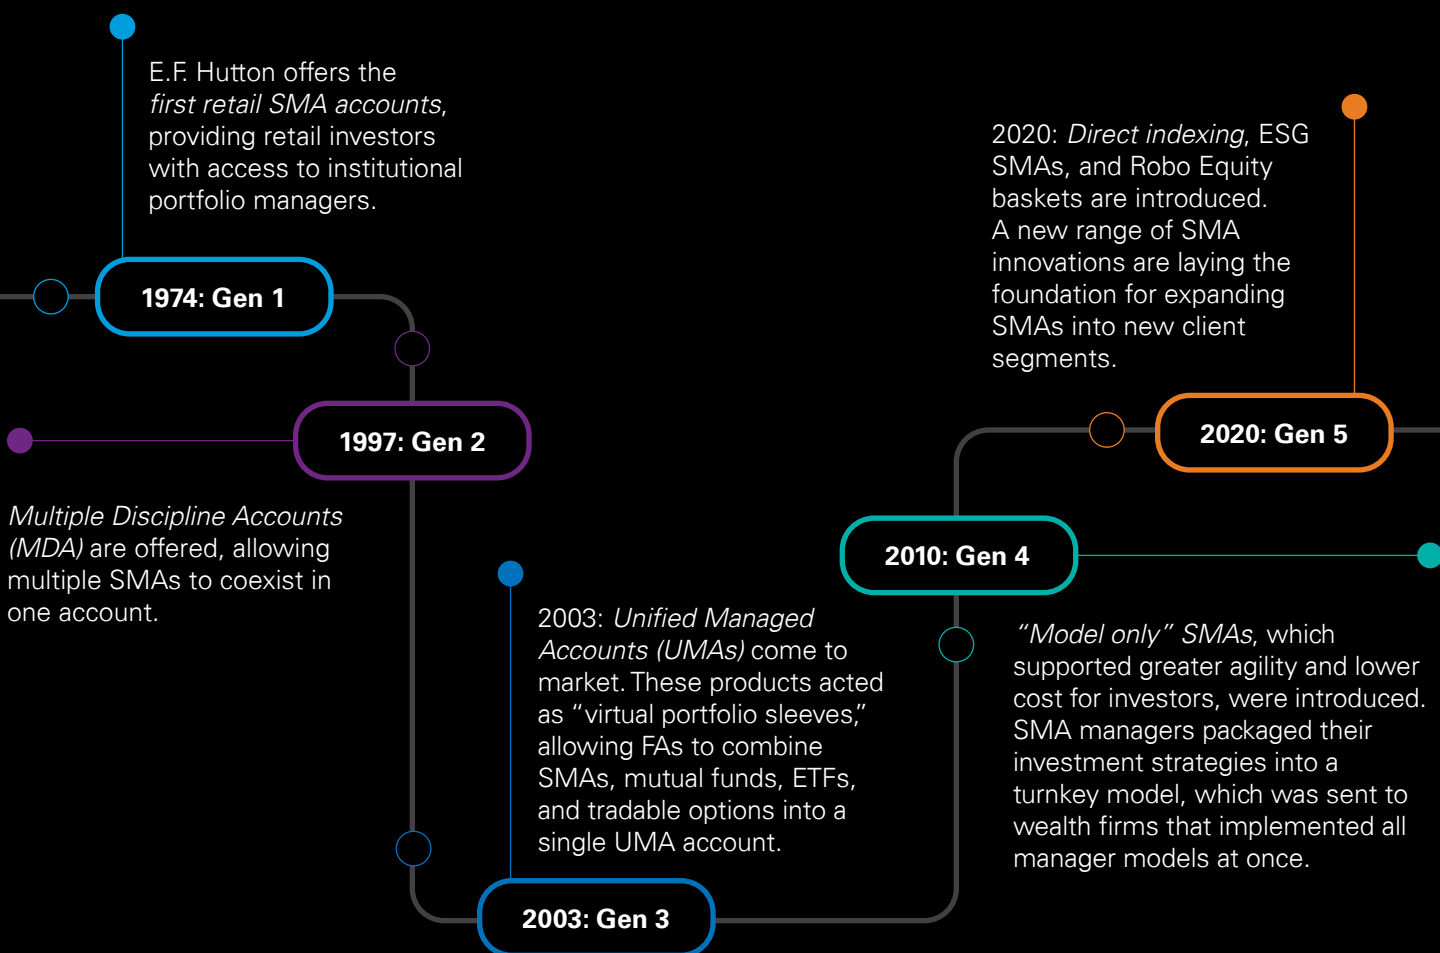 E.F. Hutton offers the
first retail SMA accounts,
providing retail investors
with access to institutional
portfolio managers.
1974: Gen 1
1997: Gen 2
Multiple Discipline Accounts
(MDA) are offered, allowing
multiple SMAs to coexist in
one account.
2003: Unified Managed
Accounts (UMAs) come to
market. These products acted
as “virtual portfolio sleeves,”
allowing FAs to combine
SMAs, mutual funds, ETFs,
and tradable options into a
single UMA account.
2003: Gen 3
2010: Gen 4
“Model only” SMAs, which
supported greater agility and lower
cost for investors, were introduced.
SMA managers packaged their
investment strategies into a
turnkey model, which was sent to
wealth firms that implemented all
manager models at once.
2020: Direct indexing, ESG
SMAs, and Robo Equity
baskets are introduced.
A new range of SMA
innovations are laying the
foundation for expanding
SMAs into new client
segments.
2020: Gen 5